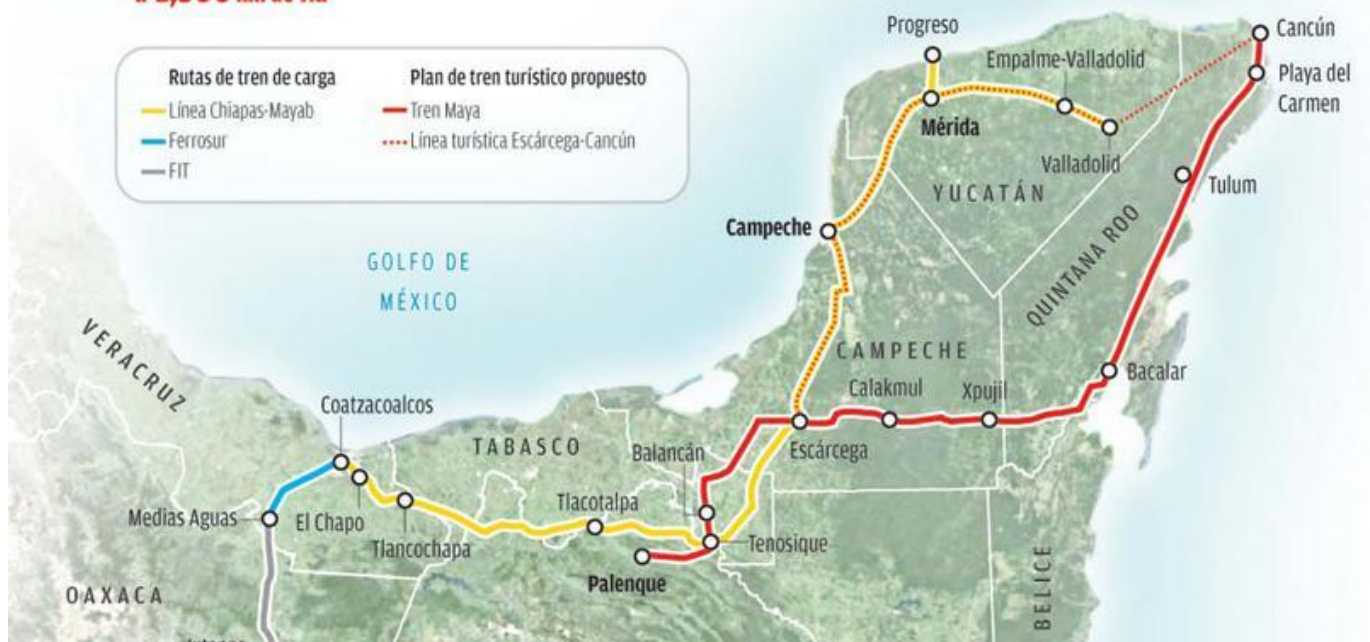 Rutas de tren de carga
Línea Chiapas-Mayab
Ferrosur
FIT
Plan de tren turístico propuesto
Tren Maya
Línea turística Escárcega-Cancún
Progreso
Cancún
Empalme-Valladolid
Playa del
Carmen
Mérida
Valladolid
Tulum
YUCATÁN
Campeche
QUINTANA ROO
GOLFO DE
MÉXICO
VERACRUZ
CAMPECHE
Calakmul
Xpujil
Bacalar
Coatzacoalcos
TABASCO
Balancán
Escárcega
Medias Aguas
El Chapo
Tlancochapa
Tlacotalpa
Tenosique
Palenque
OAXACA
BELICE